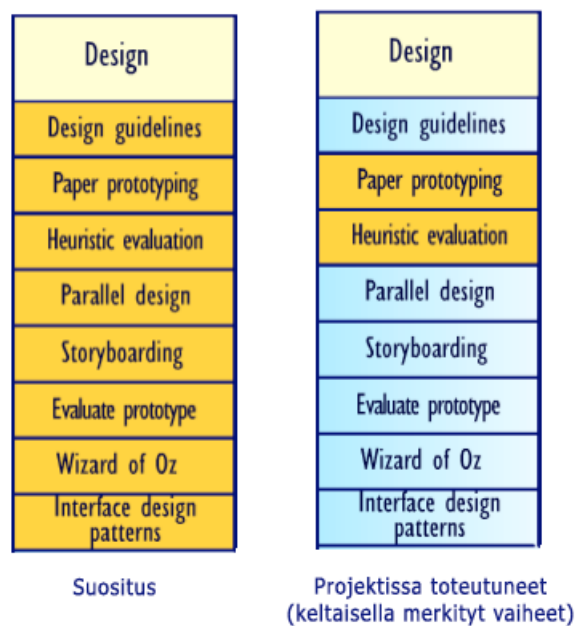 Design
Design guidelines
Paper prototyping
Heuristic evaluation
Parallel design
Storyboarding
Evaluate prototype
Wizard of Oz
Interface design
patterns
Suositus
Design
Design guidelines
Paper prototyping
Heuristic evaluation
Parallel design
Storyboarding
Evaluate prototype
Wizard of Oz
Interface design
patterns
Projektissa toteutuneet
(keltaisella merkityt vaiheet)